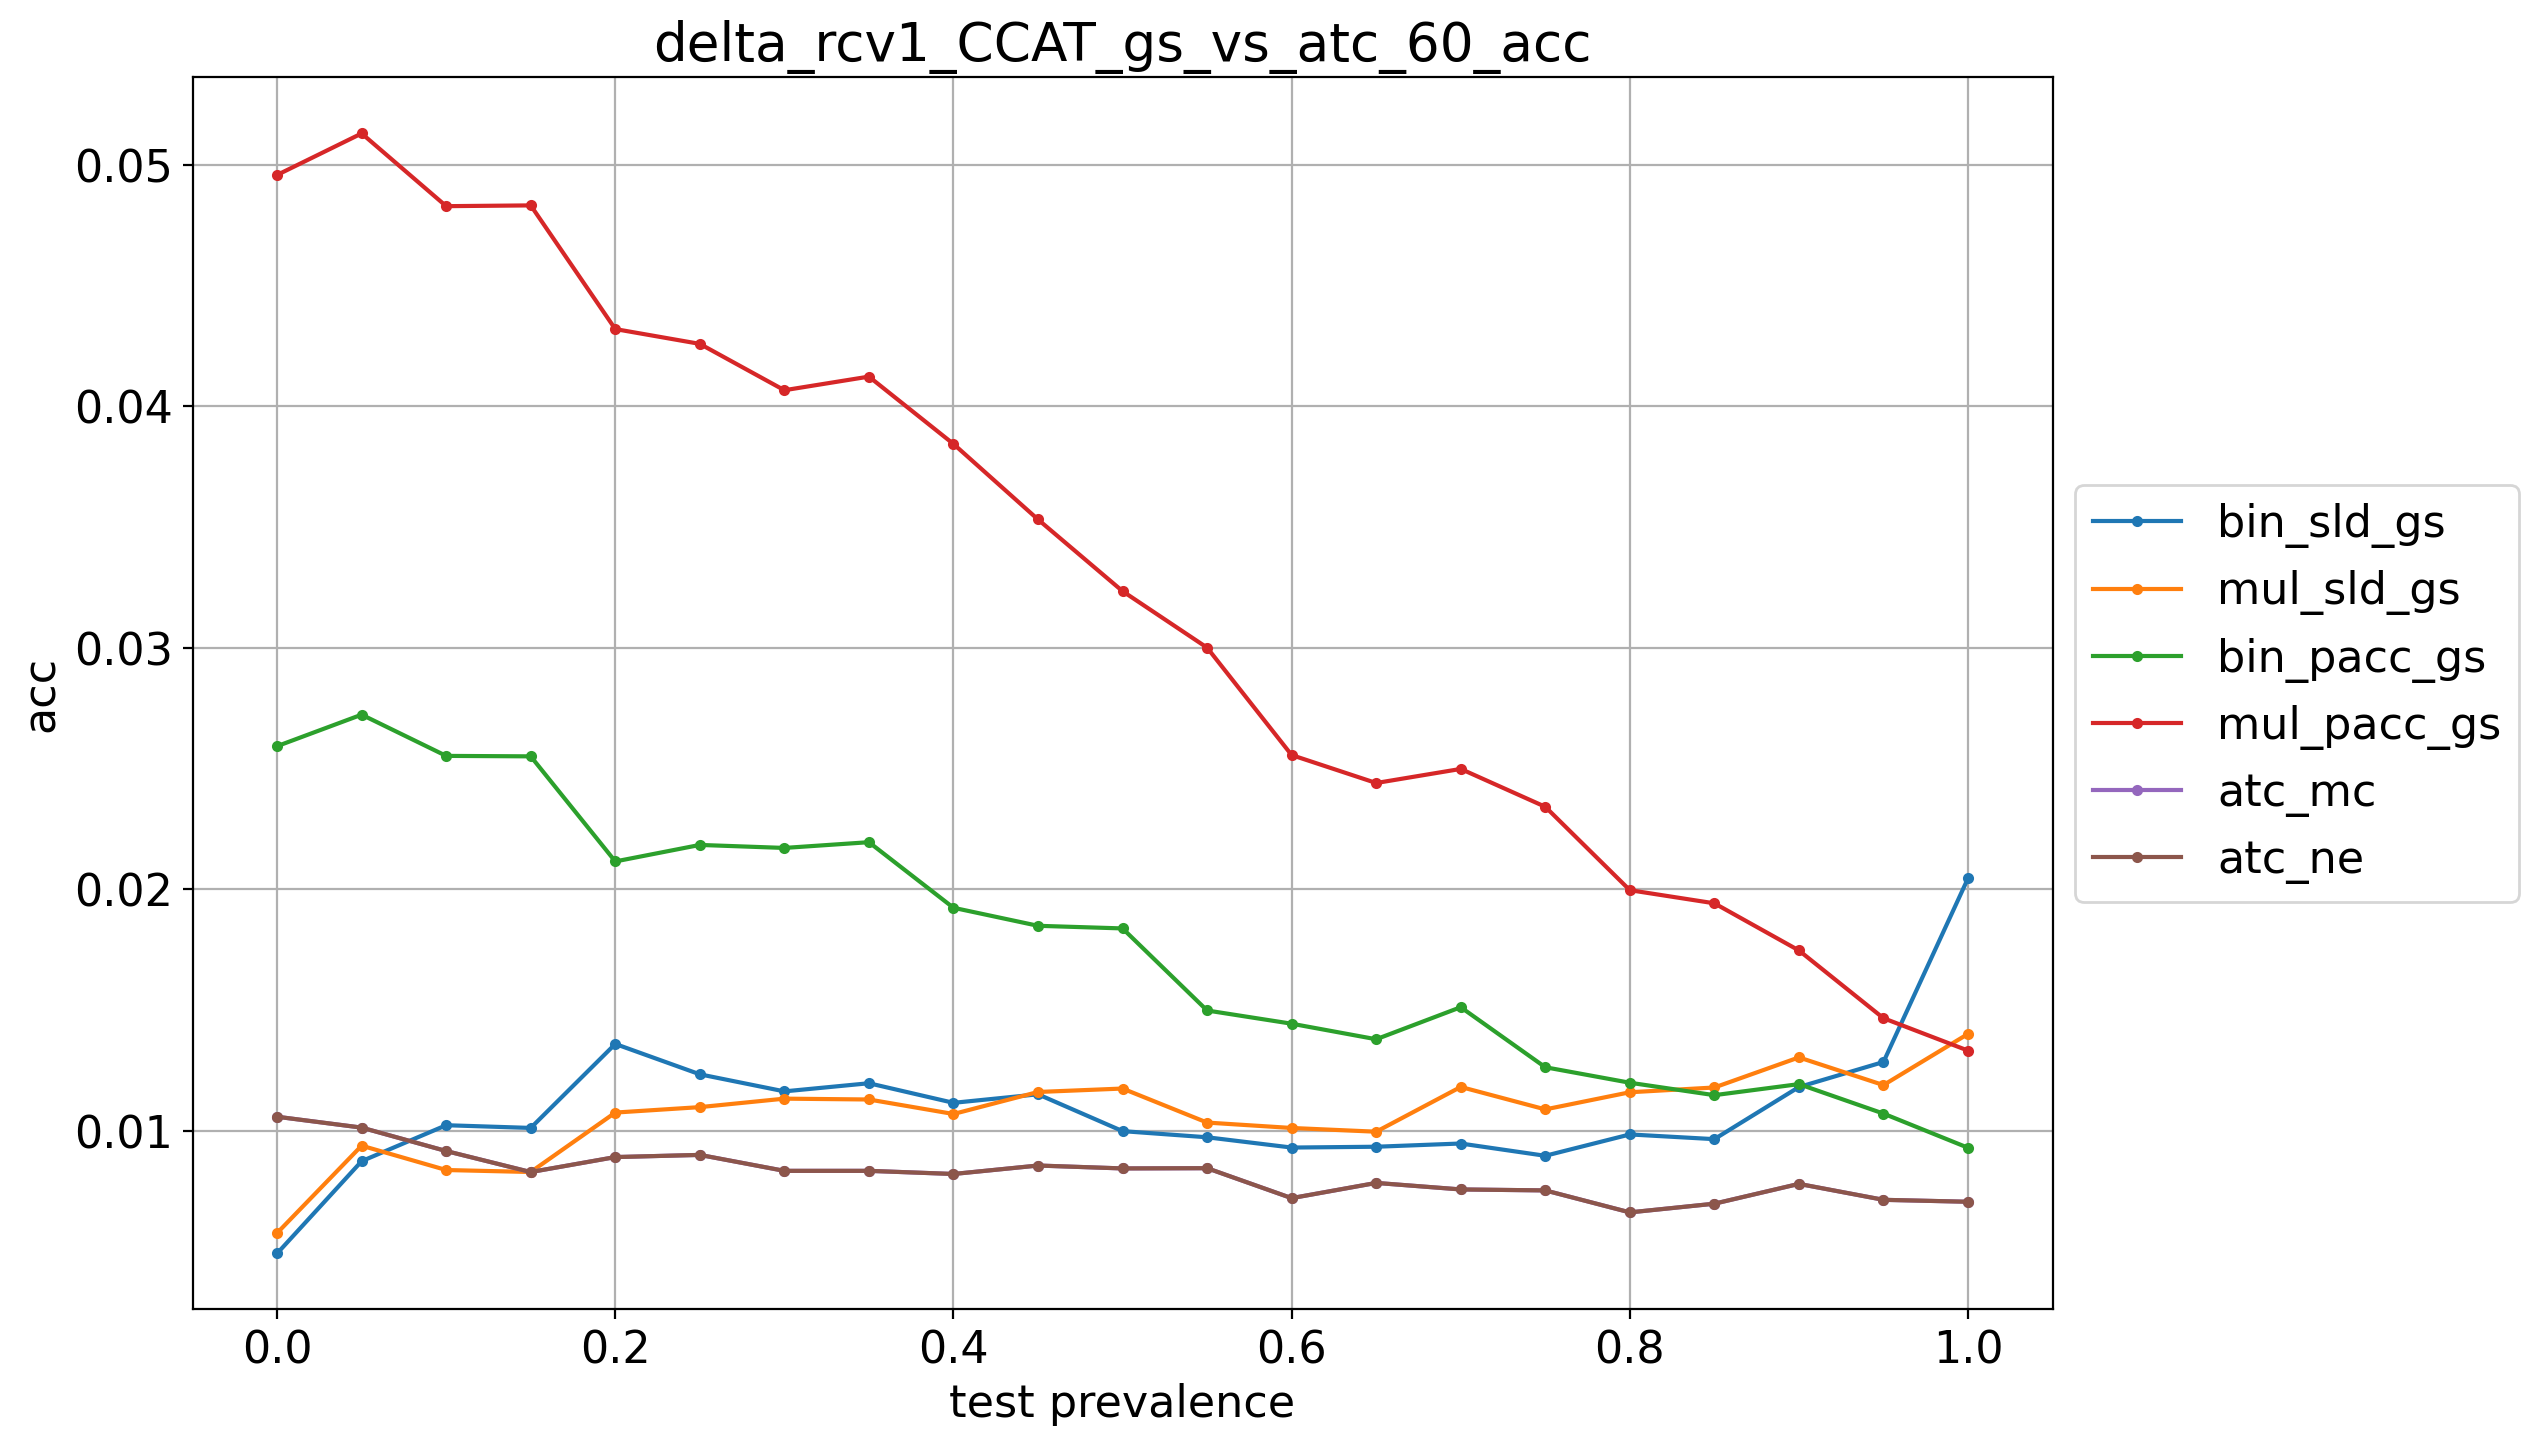 delta_rcv1_CCAT_gs_vs_atc_60_acc
acc
0.05
0.04
0.03
0.02
0.01
0.0 0.2 0.4 0.6 0.8 1.0
test prevalence
bin_sld_gs
mul_sld_gs
bin_pacc_gs
mul_pacc_gs
atc_mc
atc_ne